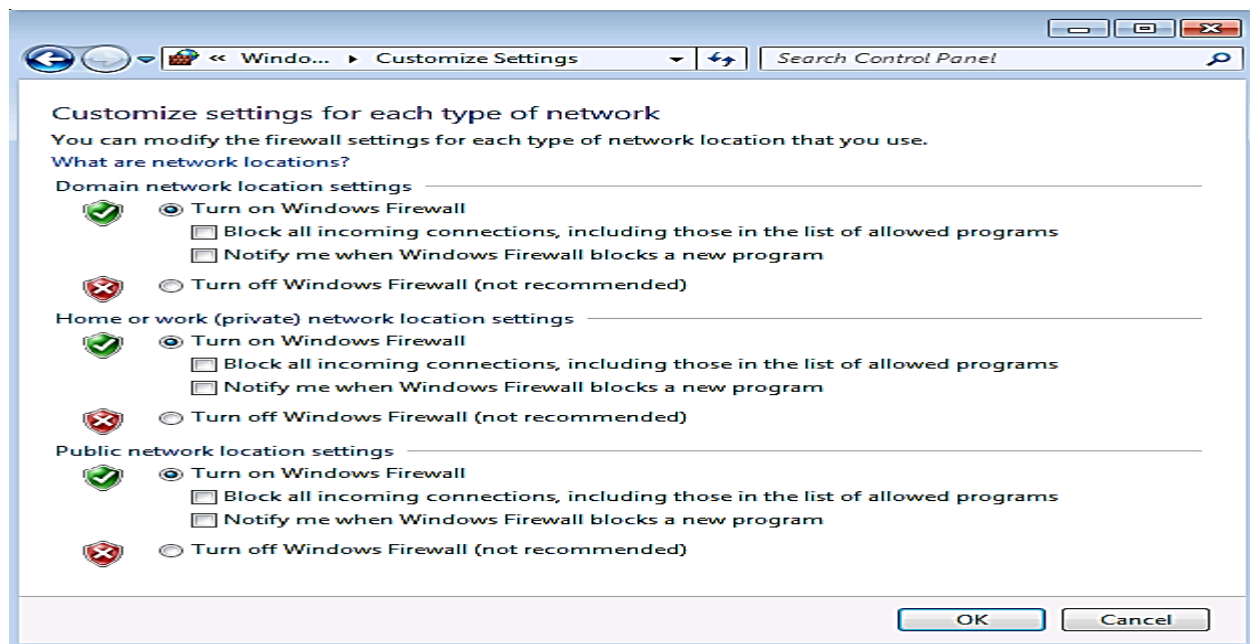 « Windo... ▸ Customize Settings
Search Control Panel
Customize settings for each type of network
You can modify the firewall settings for each type of network location that you use.
What are network locations?
Domain network location settings
Turn on Windows Firewall
Block all incoming connections, including those in the list of allowed programs
Notify me when Windows Firewall blocks a new program
Turn off Windows Firewall (not recommended)
Home or work (private) network location settings
Turn on Windows Firewall
Block all incoming connections, including those in the list of allowed programs
Notify me when Windows Firewall blocks a new program
Turn off Windows Firewall (not recommended)
Public network location settings
Turn on Windows Firewall
Block all incoming connections, including those in the list of allowed programs
Notify me when Windows Firewall blocks a new program
Turn off Windows Firewall (not recommended)
OK Cancel